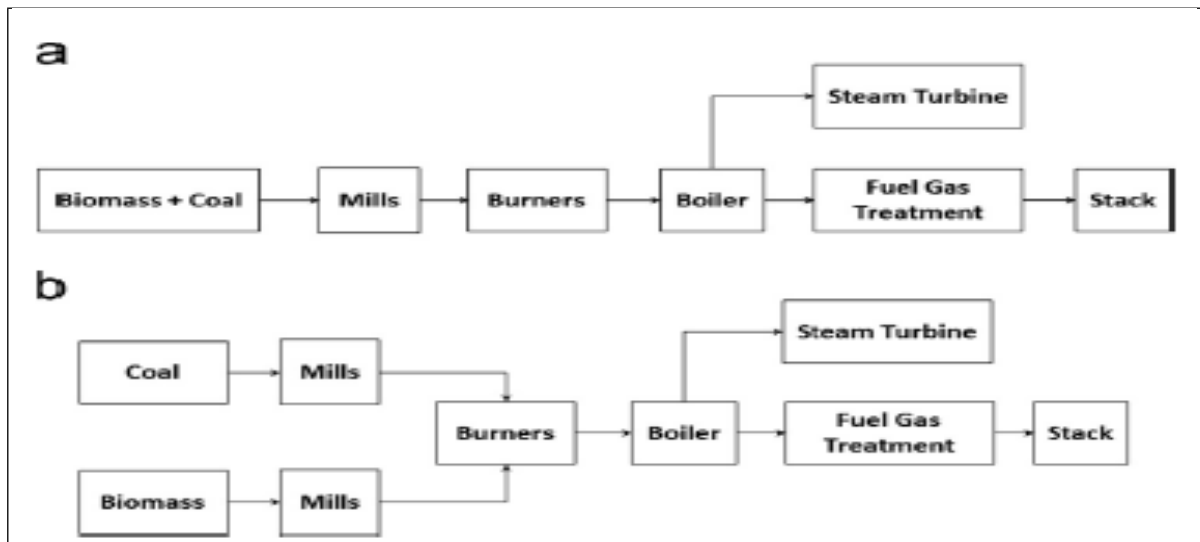 a
Steam Turbine
Biomass + Coal
Mills
Burners
Boiler
Fuel Gas
Treatment
Stack
b
Steam Turbine
Coal
Mills
Burners
Boiler
Fuel Gas
Treatment
Stack
Biomass
Mills